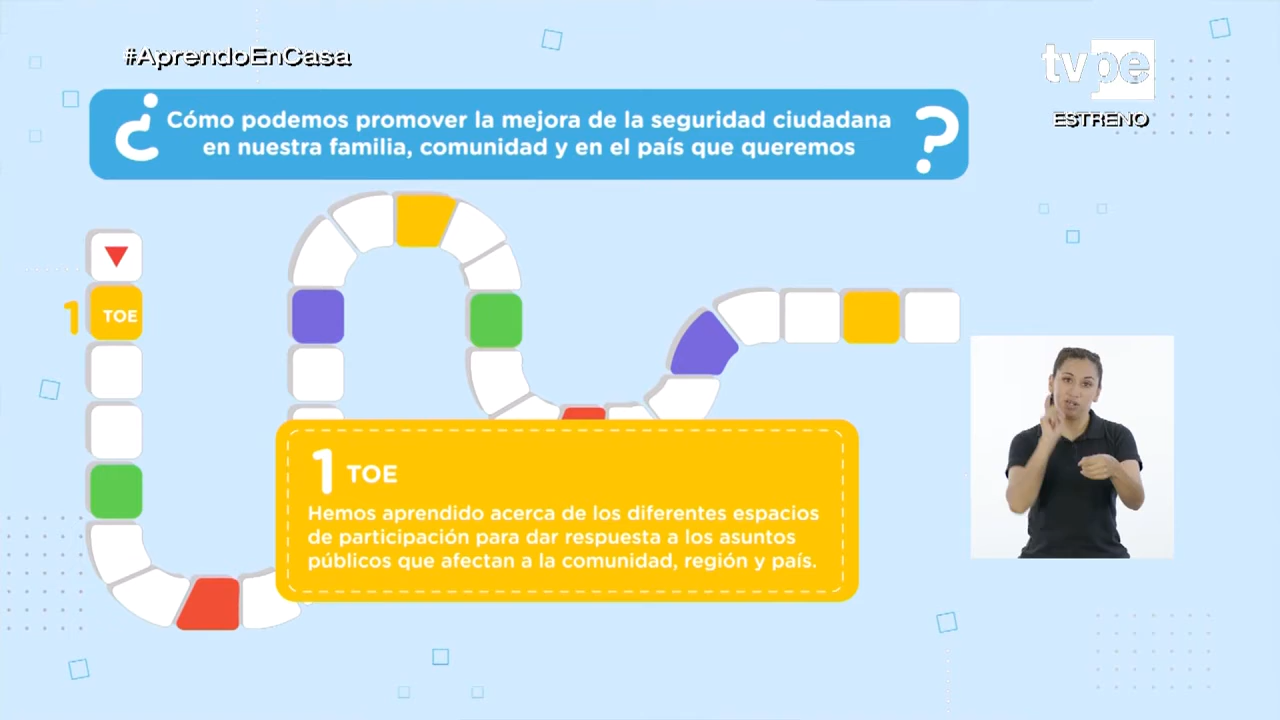 #AprendoEnCasa
tvpe
ESTRENO
¿Cómo podemos promover la mejora de la seguridad ciudadana
en nuestra familia, comunidad y en el país que queremos?
1 TOE
1 TOE
Hemos aprendido acerca de los diferentes espacios
de participación para dar respuesta a los asuntos
públicos que afectan a la comunidad, región y país.